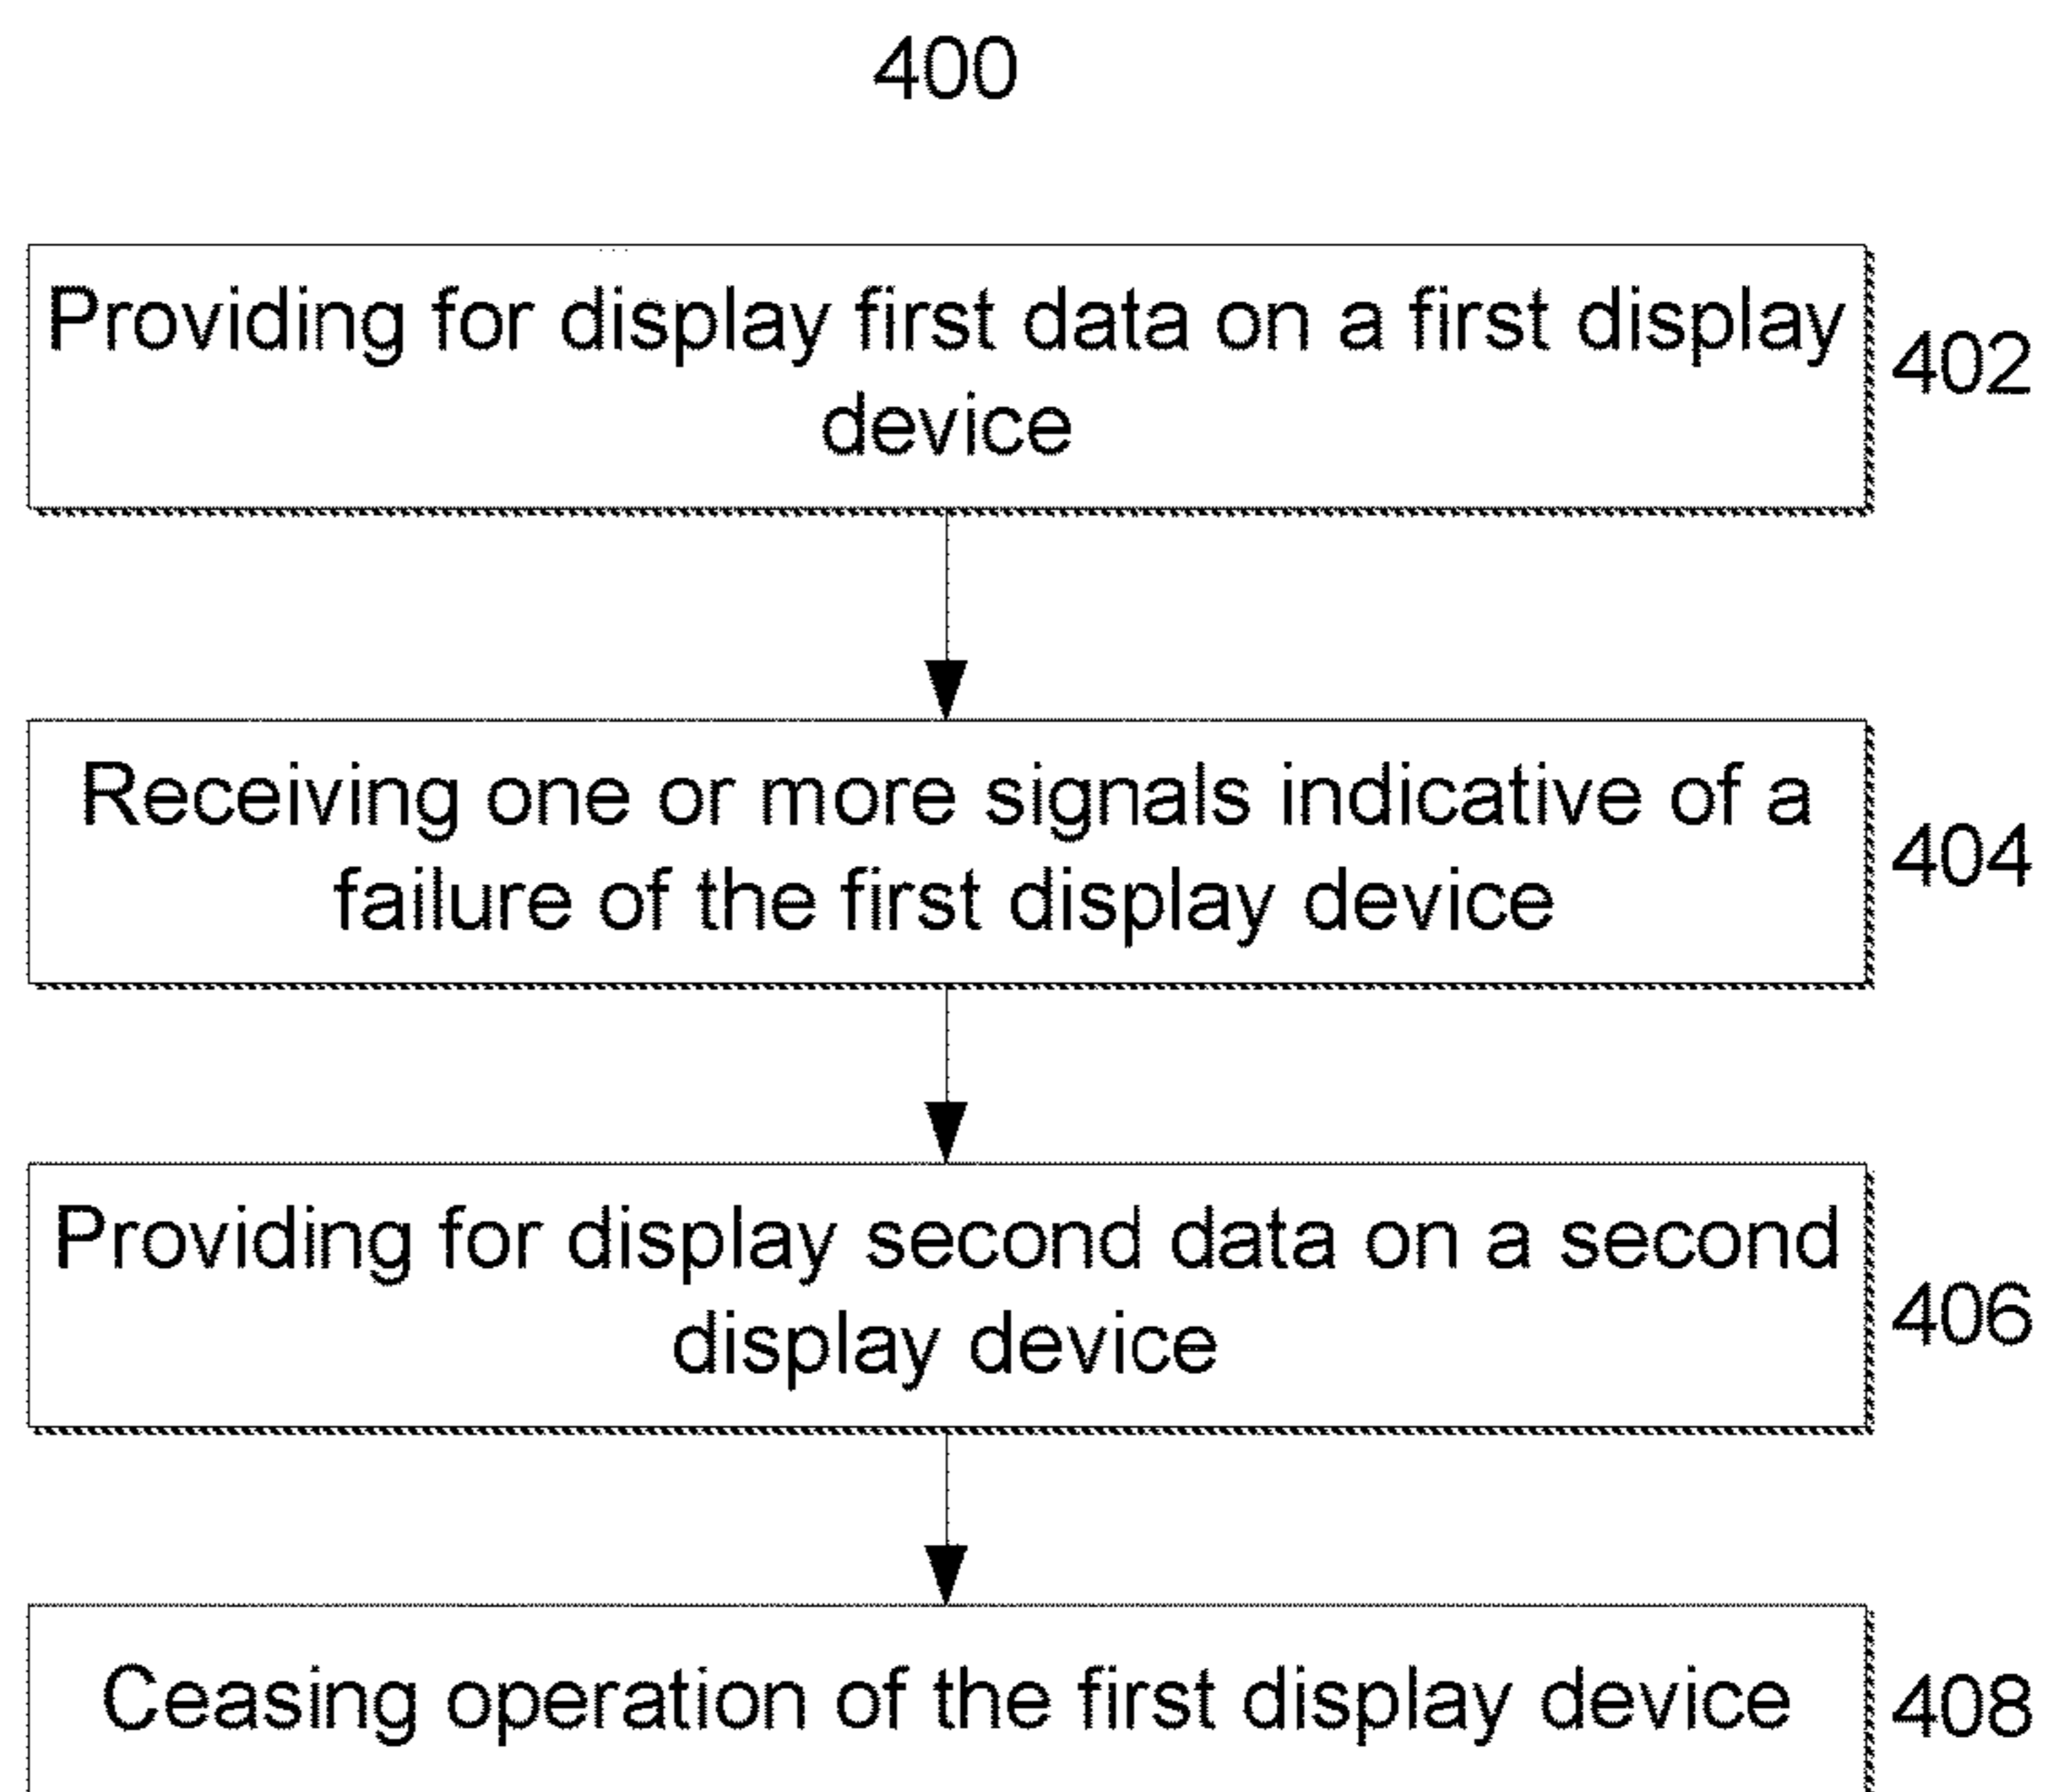 400
Providing for display first data on a first display
device
402
Receiving one or more signals indicative of a
failure of the first display device
404
Providing for display second data on a second
display device
406
Ceasing operation of the first display device
408